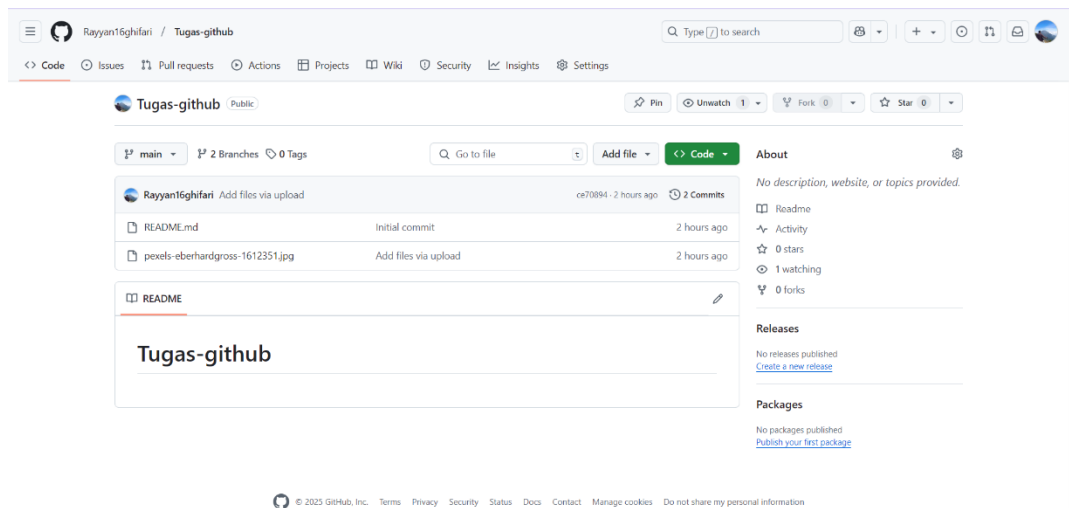 Rayyan16ghifari / Tugas-github
Type / to search
Code Issues Pull requests Actions Projects Wiki Security Insights Settings
Tugas-github Public
Pin Unwatch 1 Fork 0 Star 0
main 2 Branches 0 Tags
Go to file t Add file Code
Rayyan16ghifari Add files via upload ce70894 · 2 hours ago 2 Commits
README.md Initial commit 2 hours ago
pexels-eberhardgross-1612351.jpg Add files via upload 2 hours ago
README
Tugas-github
About
No description, website, or topics provided.
Readme
Activity
0 stars
1 watching
0 forks
Releases
No releases published
Create a new release
Packages
No packages published
Publish your first package
© 2025 GitHub, Inc. Terms Privacy Security Status Docs Contact Manage cookies Do not share my personal information